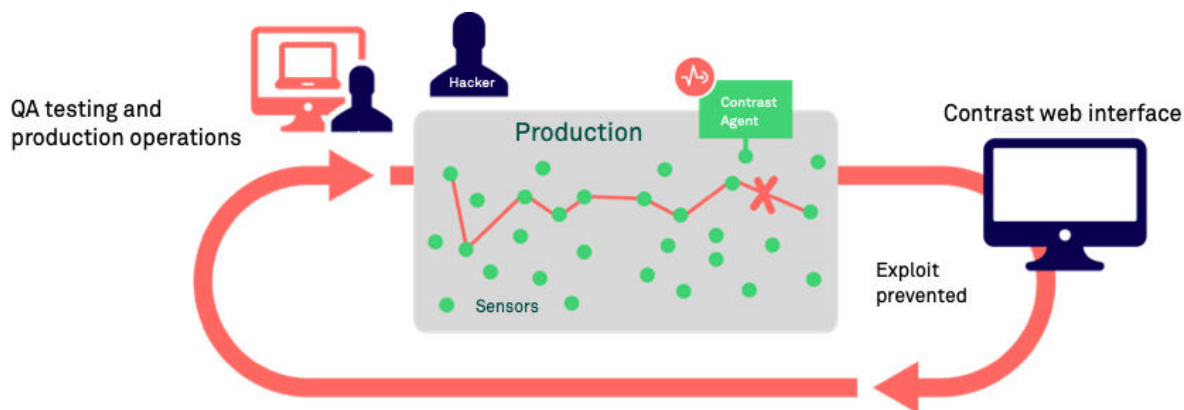 QA testing and
production operations
Hacker
Production
Contrast
Agent
Contrast web interface
Sensors
Exploit
prevented